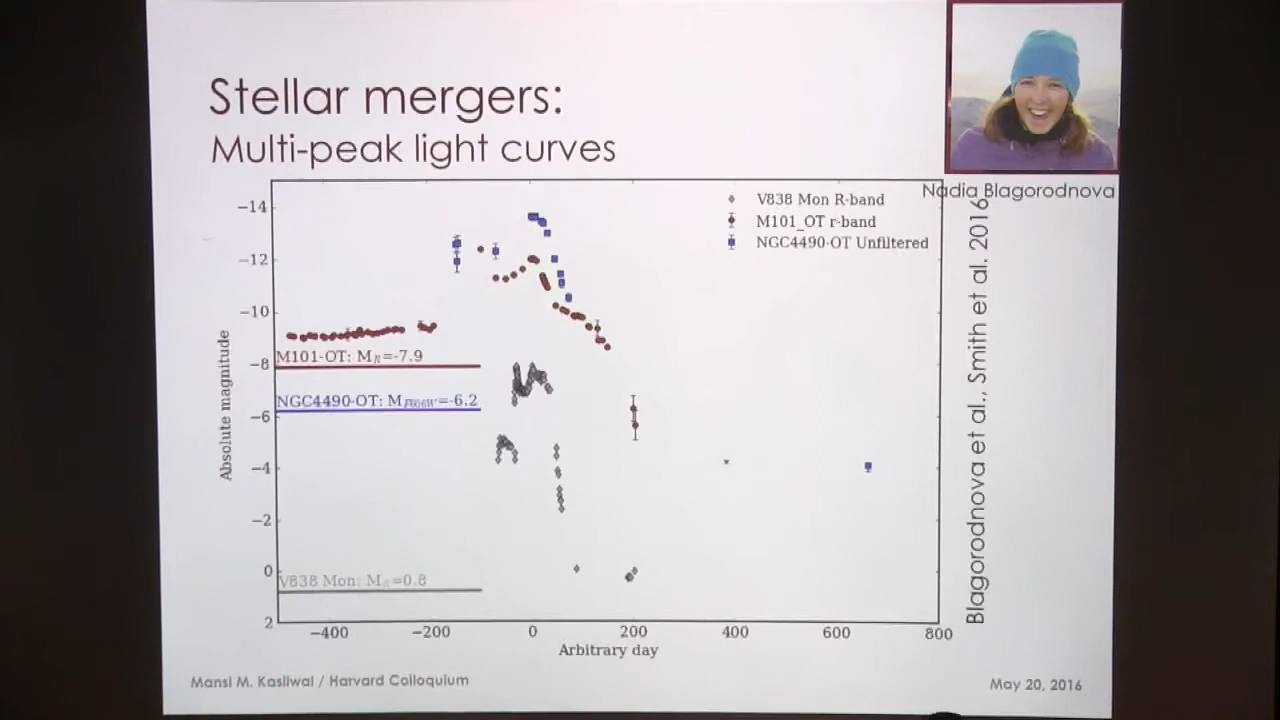 Stellar mergers:
Multi-peak light curves
Nadia Blagorodnova
V838 Mon R-band
M101_OT r-band
NGC4490-OT Unfiltered
−14
−12
−10
−8
−6
−4
−2
0
2
Absolute magnitude
M101-OT: M_R=-7.9
NGC4490-OT: M_F606W=-6.2
V838 Mon: M_R=0.8
−400
−200
0
200
400
600
800
Arbitrary day
Blagorodnova et al., Smith et al. 2016
Mansi M. Kasliwal / Harvard Colloquium
May 20, 2016